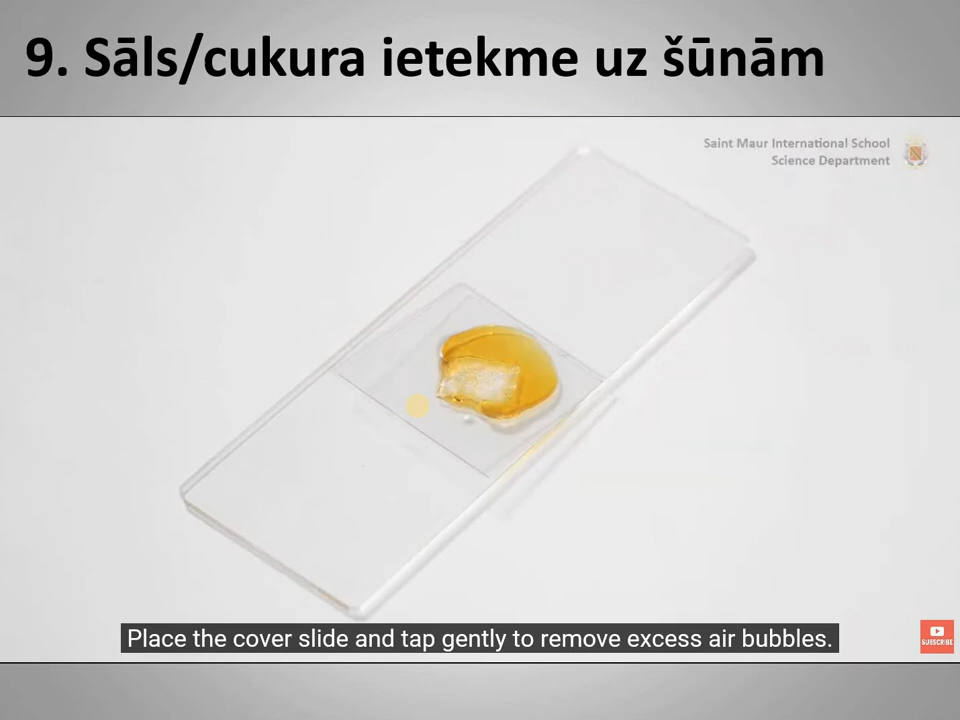 9. Sāls/cukura ietekme uz šūnām
Saint Maur International School
Science Department
Place the cover slide and tap gently to remove excess air bubbles.
SUBSCRIBE